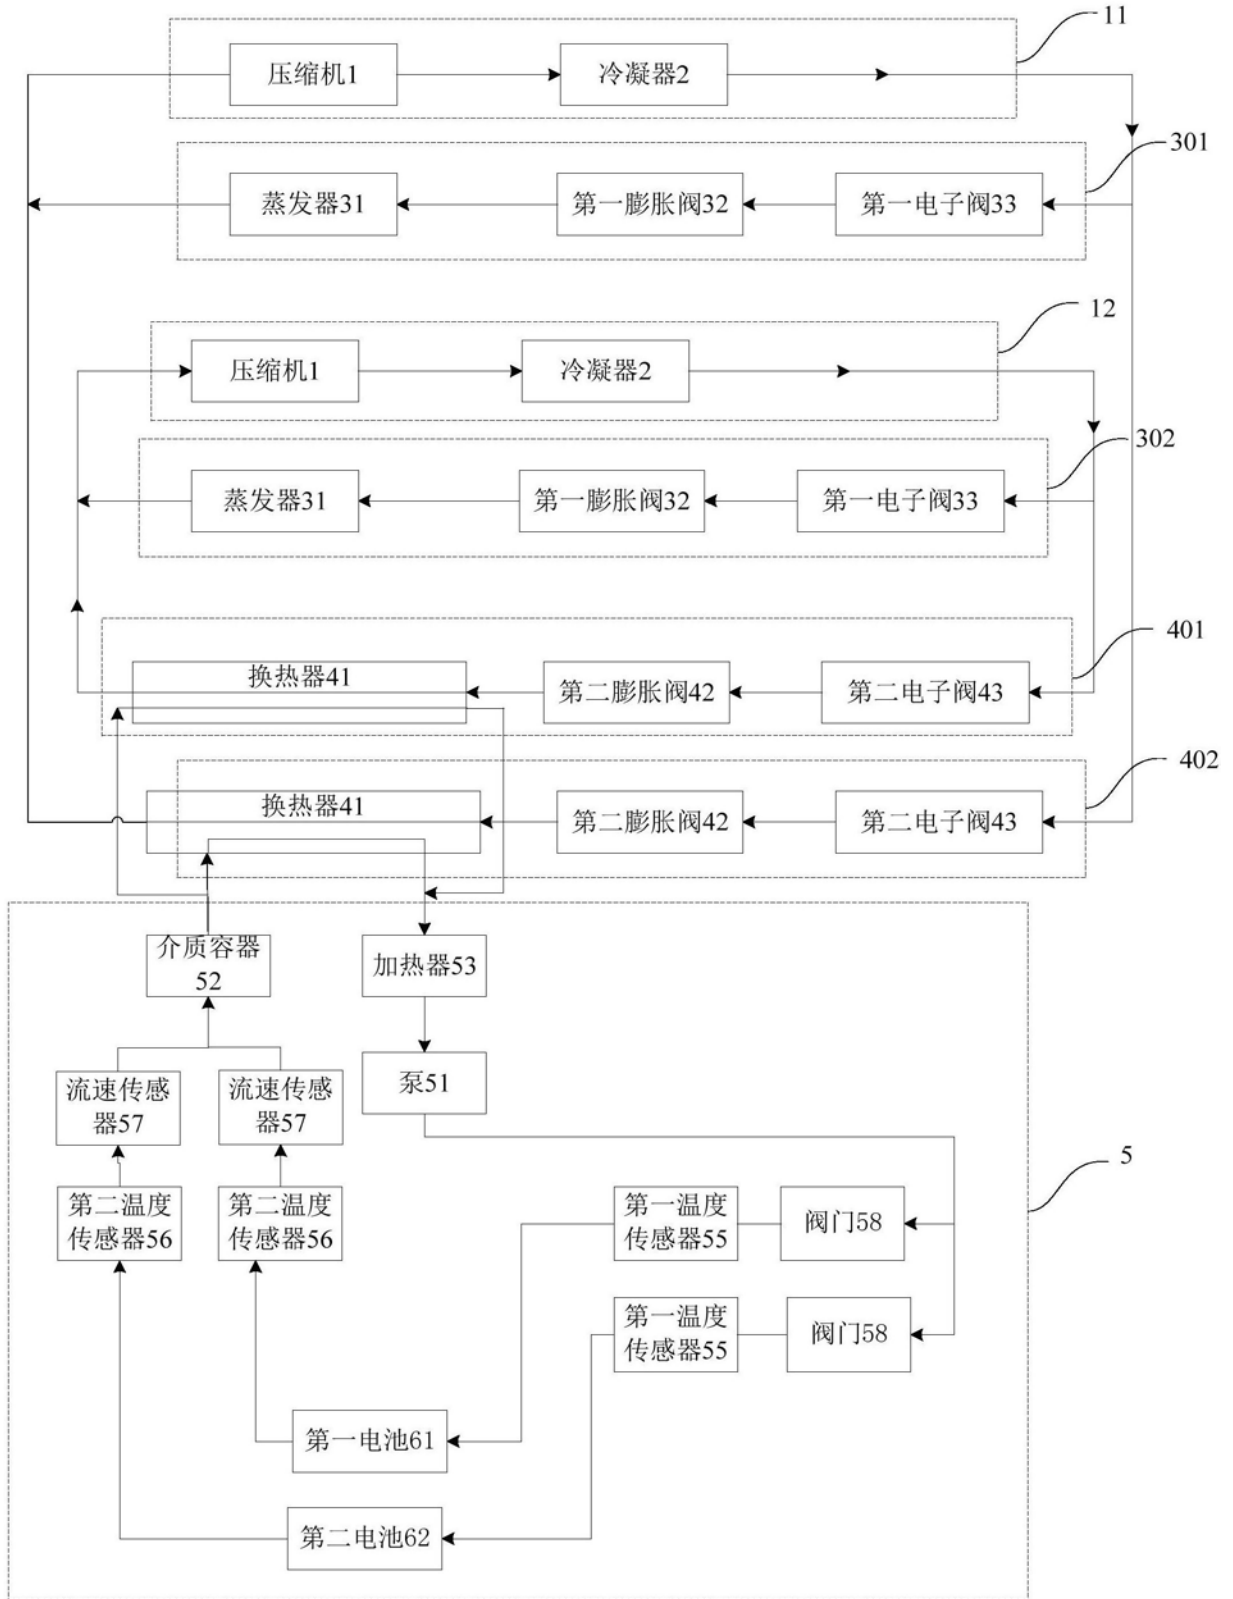 11
压缩机1
冷凝器2
301
蒸发器31
第一膨胀阀32
第一电子阀33
12
压缩机1
冷凝器2
302
蒸发器31
第一膨胀阀32
第一电子阀33
401
换热器41
第二膨胀阀42
第二电子阀43
402
换热器41
第二膨胀阀42
第二电子阀43
介质容器
52
加热器53
流速传感
器57
流速传感
器57
泵51
5
第二温度
传感器56
第二温度
传感器56
第一温度
传感器55
阀门58
第一温度
传感器55
阀门58
第一电池61
第二电池62